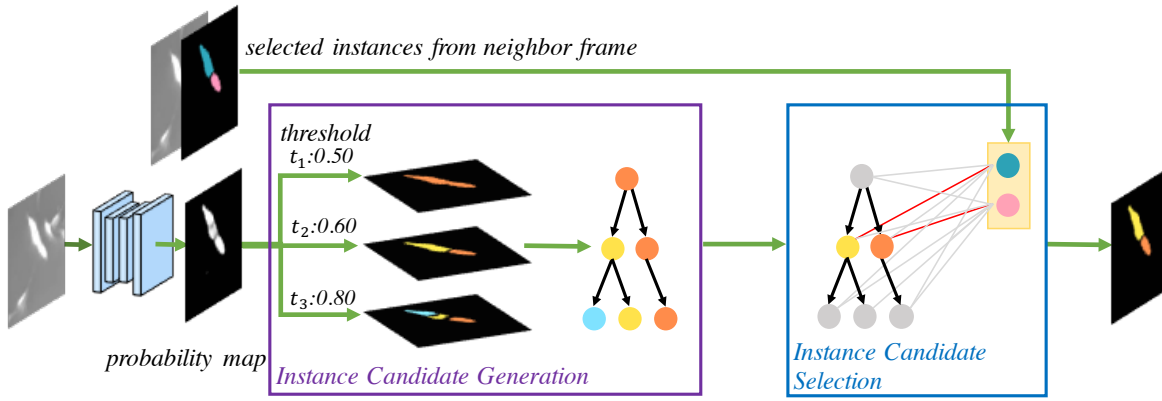 selected instances from neighbor frame
threshold
t₁:0.50
t₂:0.60
t₃:0.80
probability map
Instance Candidate Generation
Instance Candidate
Selection